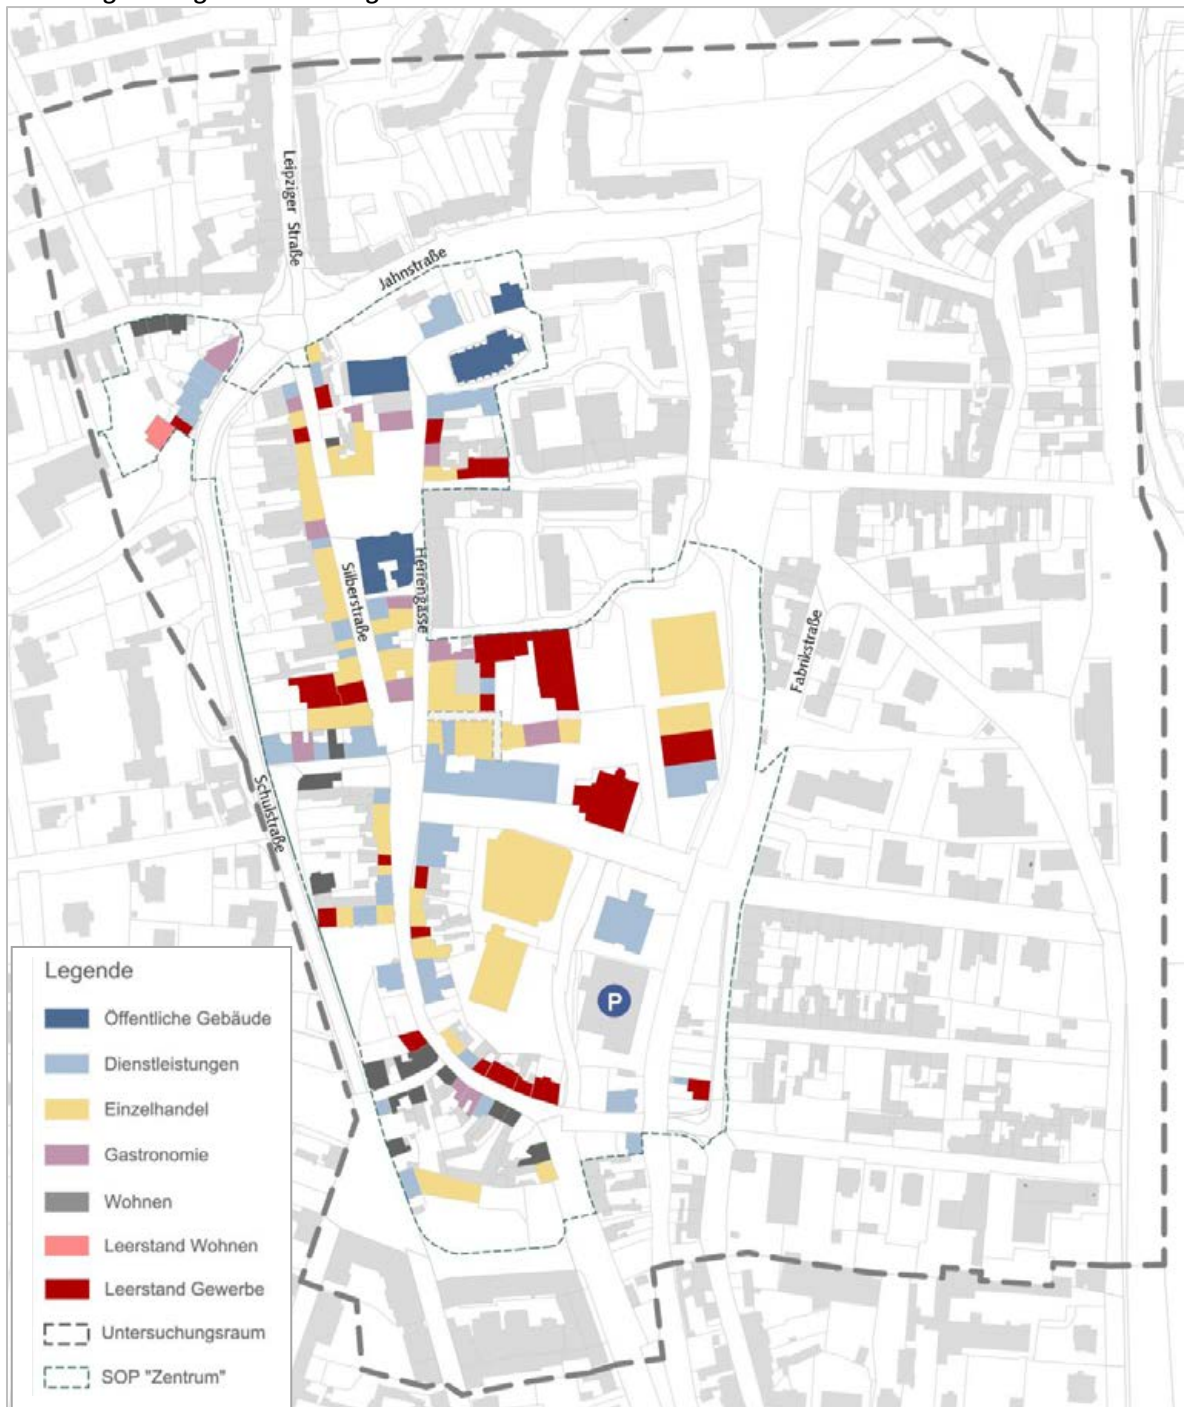 Leipziger Straße
Jahnstraße
Silberstraße
Herrengasse
Fabrikstraße
Schulstraße
P
Legende
Öffentliche Gebäude
Dienstleistungen
Einzelhandel
Gastronomie
Wohnen
Leerstand Wohnen
Leerstand Gewerbe
Untersuchungsraum
SOP "Zentrum"